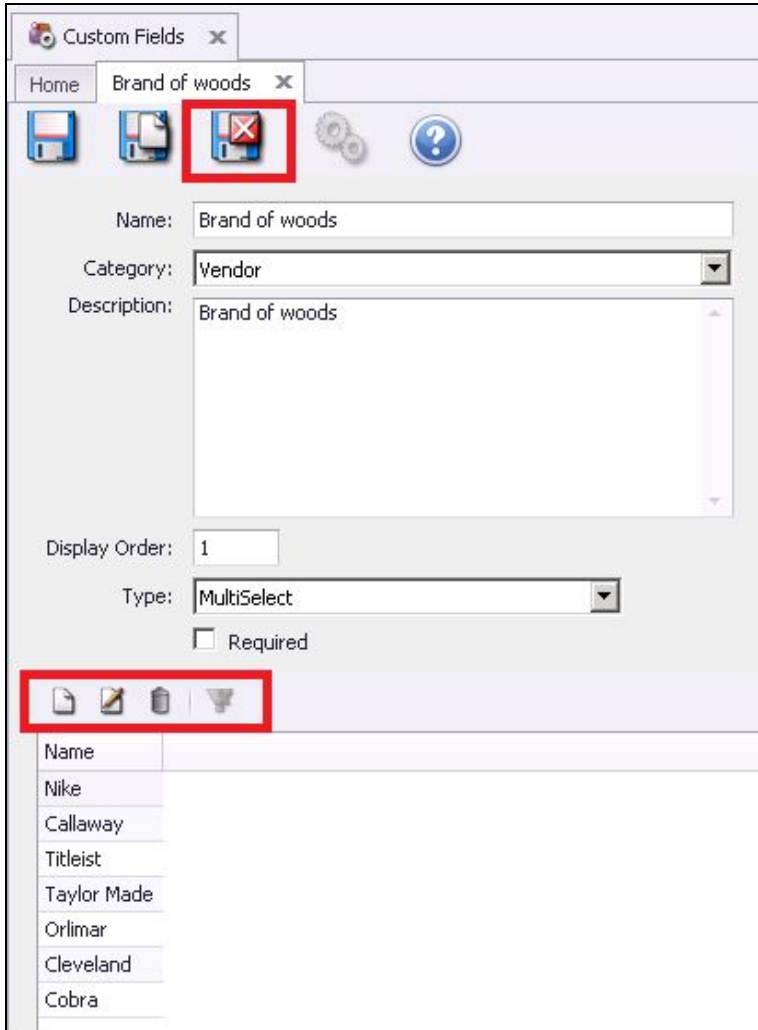 Custom Fields
Home Brand of woods
Name: Brand of woods
Category: Vendor
Description: Brand of woods
Display Order: 1
Type: MultiSelect
Required
Name
Nike
Callaway
Titleist
Taylor Made
Orlimar
Cleveland
Cobra